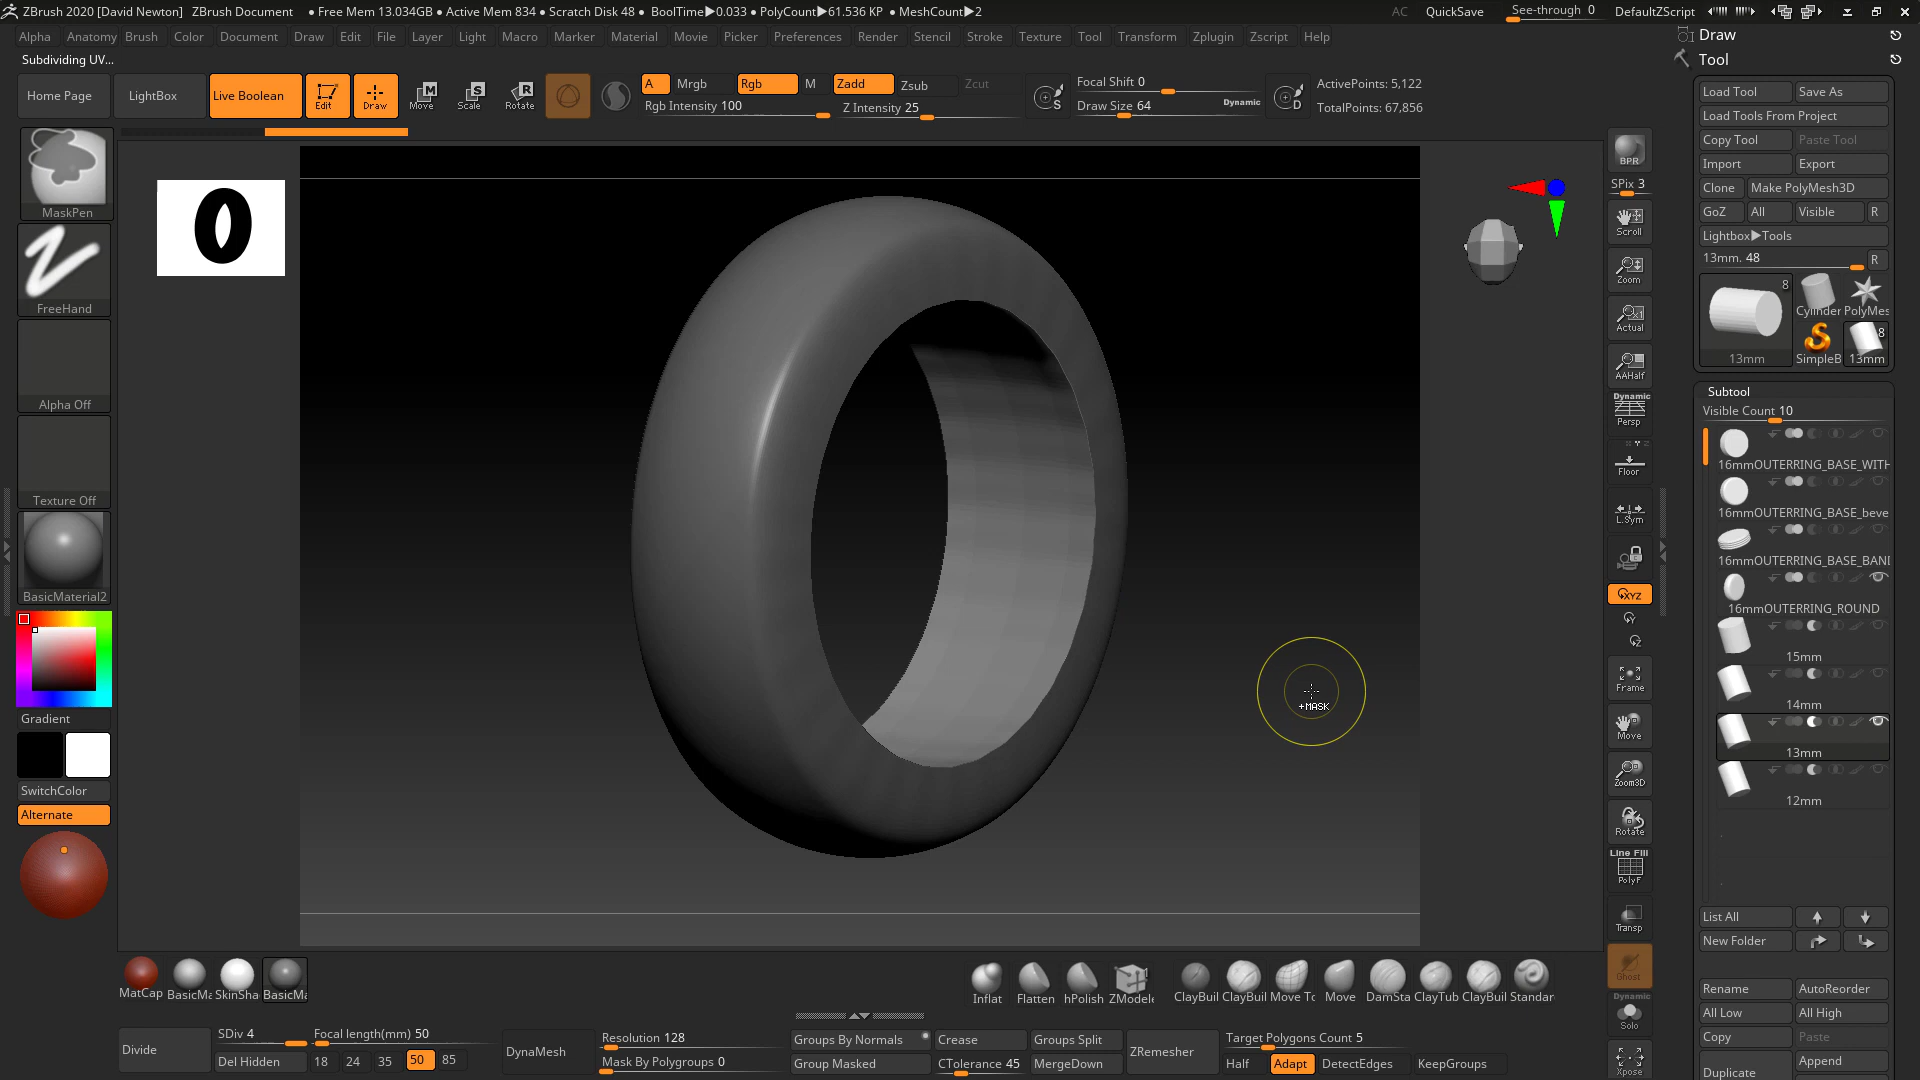 ZBrush 2020 [David Newton] ZBrush Document • Free Mem 13.034GB • Active Mem 834 • Scratch Disk 48 • BoolTime▶0.033 • PolyCount▶61.536 KP • MeshCount▶2 AC QuickSave See-through 0 DefaultZScript
Alpha Anatomy Brush Color Document Draw Edit File Layer Light Macro Marker Material Movie Picker Preferences Render Stencil Stroke Texture Tool Transform Zplugin Zscript Help
Subdividing UV...
Home Page LightBox Live Boolean Edit Draw Move Scale Rotate
A Mrgb Rgb M Zadd Zsub Zcut
Rgb Intensity 100 Z Intensity 25
Focal Shift 0
Draw Size 64 Dynamic
ActivePoints: 5,122
TotalPoints: 67,856
MaskPen
FreeHand
Alpha Off
Texture Off
BasicMaterial2
Gradient
SwitchColor
Alternate
+MASK
BPR
SPix 3
Scroll
Zoom
Actual
AAHalf
Dynamic
Persp
Floor
L.Sym
XYZ
Frame
Move
Zoom3D
Rotate
Line Fill
PolyF
Transp
Ghost
Dynamic
Solo
Xpose
Draw
Tool
Load Tool Save As
Load Tools From Project
Copy Tool Paste Tool
Import Export
Clone Make PolyMesh3D
GoZ All Visible R
Lightbox▶Tools
13mm. 48 R
8
Cylinder PolyMes
8
13mm SimpleB 13mm
Subtool
Visible Count 10
16mmOUTERRING_BASE_WITH
16mmOUTERRING_BASE_beve
16mmOUTERRING_BASE_BANI
16mmOUTERRING_ROUND
15mm
14mm
13mm
12mm
List All
New Folder
Rename AutoReorder
All Low All High
Copy Paste
Append
Duplicate
MatCap BasicMa SkinSha BasicMa
Inflat Flatten hPolish ZModele ClayBuil ClayBuil Move Tc Move DamSta ClayTub ClayBuil Standar
Divide SDiv 4 Focal length(mm) 50
Del Hidden 18 24 35 50 85
DynaMesh Resolution 128
Mask By Polygroups 0
Groups By Normals Crease Groups Split
Group Masked CTolerance 45 MergeDown
ZRemesher Target Polygons Count 5
Half Adapt DetectEdges KeepGroups